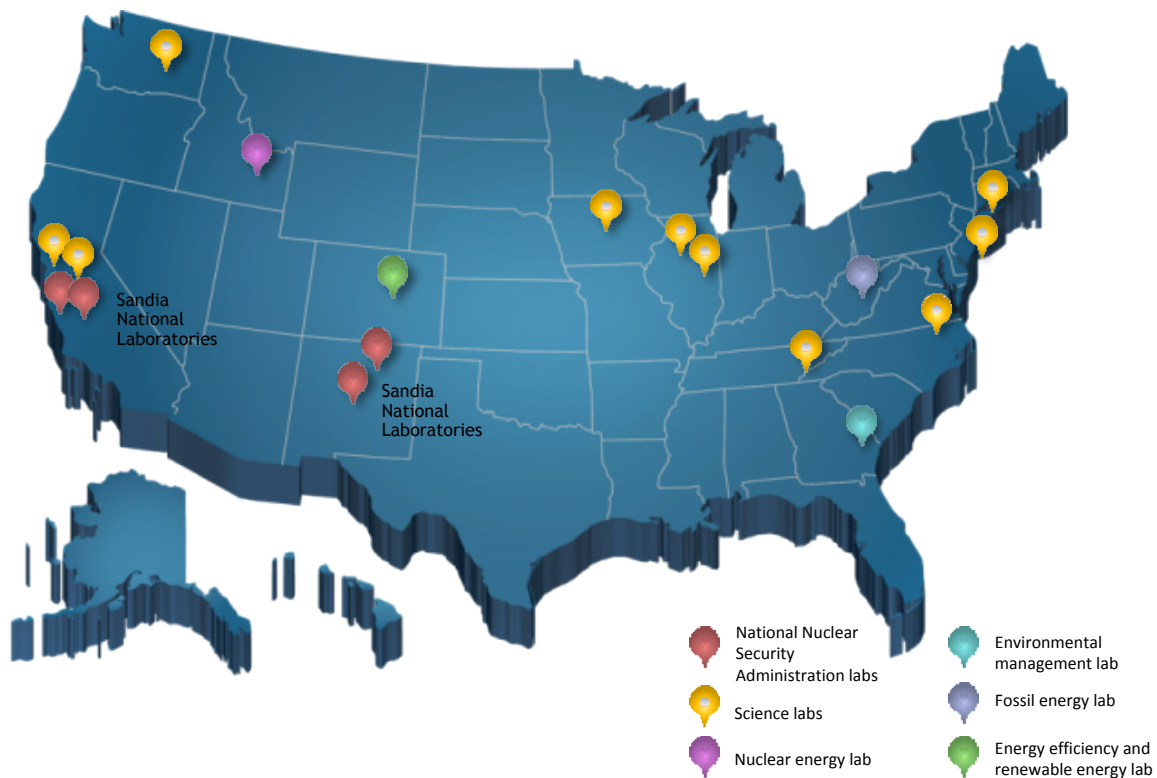 Sandia
National
Laboratories
Sandia
National
Laboratories
National Nuclear
Security
Administration labs
Science labs
Nuclear energy lab
Environmental
management lab
Fossil energy lab
Energy efficiency and
renewable energy lab